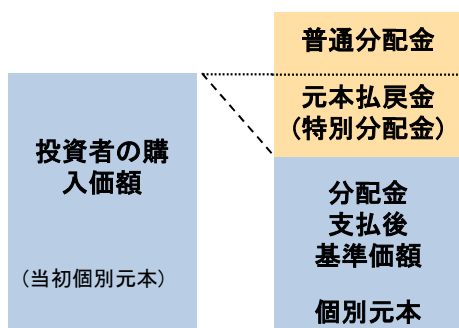 投資者の購
入価額
(当初個別元本)
普通分配金
元本払戻金
(特別分配金)
分配金
支払後
基準価額
個別元本